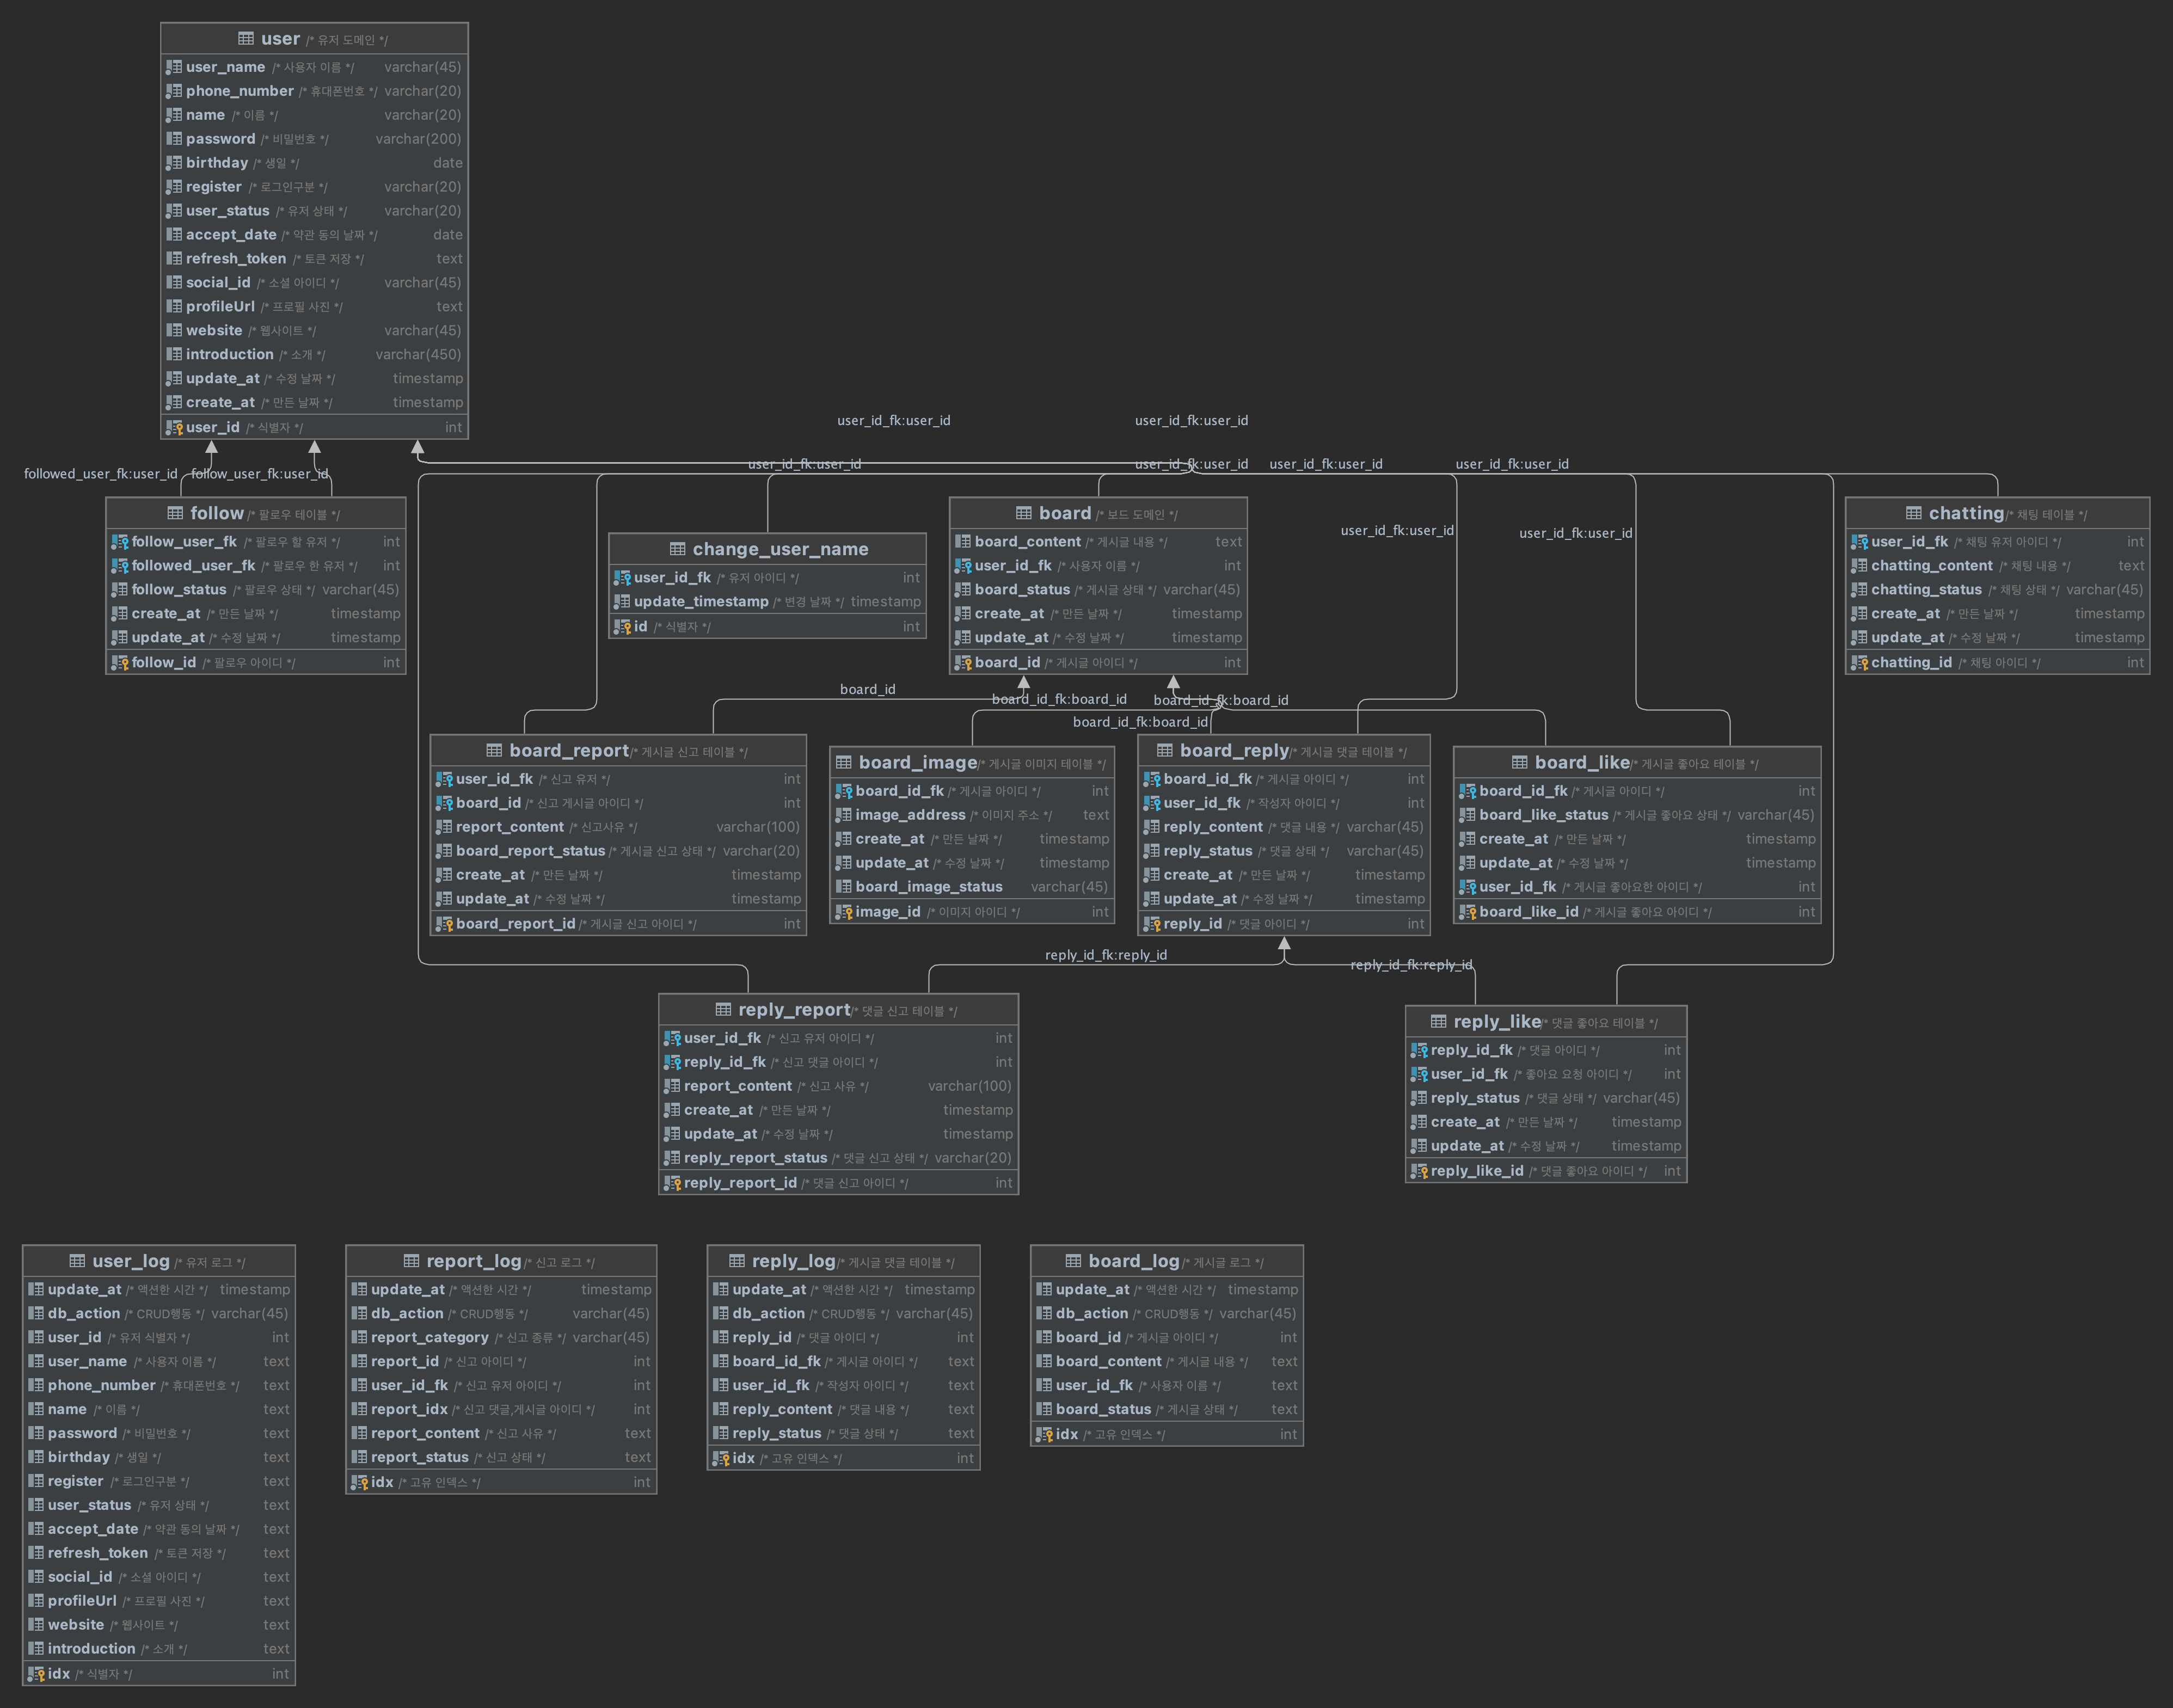 user /* 유저 도메인 */
user_name /* 사용자 이름 */ varchar(45)
phone_number /* 휴대폰번호 */ varchar(20)
name /* 이름 */ varchar(20)
password /* 비밀번호 */ varchar(200)
birthday /* 생일 */ date
register /* 로그인구분 */ varchar(20)
user_status /* 유저 상태 */ varchar(20)
accept_date /* 약관 동의 날짜 */ date
refresh_token /* 토큰 저장 */ text
social_id /* 소셜 아이디 */ varchar(45)
profileUrl /* 프로필 사진 */ text
website /* 웹사이트 */ varchar(45)
introduction /* 소개 */ varchar(450)
update_at /* 수정 날짜 */ timestamp
create_at /* 만든 날짜 */ timestamp
user_id /* 식별자 */ int
user_id_fk:user_id
user_id_fk:user_id
user_id_fk:user_id
user_id_fk:user_id
user_id_fk:user_id
user_id_fk:user_id
followed_user_fk:user_id
follow_user_fk:user_id
user_id_fk:user_id
user_id_fk:user_id
follow /* 팔로우 테이블 */
follow_user_fk /* 팔로우 할 유저 */ int
followed_user_fk /* 팔로우 한 유저 */ int
follow_status /* 팔로우 상태 */ varchar(45)
create_at /* 만든 날짜 */ timestamp
update_at /* 수정 날짜 */ timestamp
follow_id /* 팔로우 아이디 */ int
change_user_name
user_id_fk /* 유저 아이디 */ int
update_timestamp /* 변경 날짜 */ timestamp
id /* 식별자 */ int
board /* 보드 도메인 */
board_content /* 게시글 내용 */ text
user_id_fk /* 사용자 이름 */ int
board_status /* 게시글 상태 */ varchar(45)
create_at /* 만든 날짜 */ timestamp
update_at /* 수정 날짜 */ timestamp
board_id /* 게시글 아이디 */ int
chatting /* 채팅 테이블 */
user_id_fk /* 채팅 유저 아이디 */ int
chatting_content /* 채팅 내용 */ text
chatting_status /* 채팅 상태 */ varchar(45)
create_at /* 만든 날짜 */ timestamp
update_at /* 수정 날짜 */ timestamp
chatting_id /* 채팅 아이디 */ int
board_id
board_id_fk:board_id
board_id_fk:board_id
board_id_fk:board_id
board_report /* 게시글 신고 테이블 */
user_id_fk /* 신고 유저 */ int
board_id /* 신고 게시글 아이디 */ int
report_content /* 신고사유 */ varchar(100)
board_report_status /* 게시글 신고 상태 */ varchar(20)
create_at /* 만든 날짜 */ timestamp
update_at /* 수정 날짜 */ timestamp
board_report_id /* 게시글 신고 아이디 */ int
board_image /* 게시글 이미지 테이블 */
board_id_fk /* 게시글 아이디 */ int
image_address /* 이미지 주소 */ text
create_at /* 만든 날짜 */ timestamp
update_at /* 수정 날짜 */ timestamp
board_image_status varchar(45)
image_id /* 이미지 아이디 */ int
board_reply /* 게시글 댓글 테이블 */
board_id_fk /* 게시글 아이디 */ int
user_id_fk /* 작성자 아이디 */ int
reply_content /* 댓글 내용 */ varchar(45)
reply_status /* 댓글 상태 */ varchar(45)
create_at /* 만든 날짜 */ timestamp
update_at /* 수정 날짜 */ timestamp
reply_id /* 댓글 아이디 */ int
board_like /* 게시글 좋아요 테이블 */
board_id_fk /* 게시글 아이디 */ int
board_like_status /* 게시글 좋아요 상태 */ varchar(45)
create_at /* 만든 날짜 */ timestamp
update_at /* 수정 날짜 */ timestamp
user_id_fk /* 게시글 좋아요한 아이디 */ int
board_like_id /* 게시글 좋아요 아이디 */ int
reply_id_fk:reply_id
reply_id_fk:reply_id
reply_report /* 댓글 신고 테이블 */
user_id_fk /* 신고 유저 아이디 */ int
reply_id_fk /* 신고 댓글 아이디 */ int
report_content /* 신고 사유 */ varchar(100)
create_at /* 만든 날짜 */ timestamp
update_at /* 수정 날짜 */ timestamp
reply_report_status /* 댓글 신고 상태 */ varchar(20)
reply_report_id /* 댓글 신고 아이디 */ int
reply_like /* 댓글 좋아요 테이블 */
reply_id_fk /* 댓글 아이디 */ int
user_id_fk /* 좋아요 요청 아이디 */ int
reply_status /* 댓글 상태 */ varchar(45)
create_at /* 만든 날짜 */ timestamp
update_at /* 수정 날짜 */ timestamp
reply_like_id /* 댓글 좋아요 아이디 */ int
user_log /* 유저 로그 */
update_at /* 액션한 시간 */ timestamp
db_action /* CRUD행동 */ varchar(45)
user_id /* 유저 식별자 */ int
user_name /* 사용자 이름 */ text
phone_number /* 휴대폰번호 */ text
name /* 이름 */ text
password /* 비밀번호 */ text
birthday /* 생일 */ text
register /* 로그인구분 */ text
user_status /* 유저 상태 */ text
accept_date /* 약관 동의 날짜 */ text
refresh_token /* 토큰 저장 */ text
social_id /* 소셜 아이디 */ text
profileUrl /* 프로필 사진 */ text
website /* 웹사이트 */ text
introduction /* 소개 */ text
idx /* 식별자 */ int
report_log /* 신고 로그 */
update_at /* 액션한 시간 */ timestamp
db_action /* CRUD행동 */ varchar(45)
report_category /* 신고 종류 */ varchar(45)
report_id /* 신고 아이디 */ int
user_id_fk /* 신고 유저 아이디 */ int
report_idx /* 신고 댓글,게시글 아이디 */ int
report_content /* 신고 사유 */ text
report_status /* 신고 상태 */ text
idx /* 고유 인덱스 */ int
reply_log /* 게시글 댓글 테이블 */
update_at /* 액션한 시간 */ timestamp
db_action /* CRUD행동 */ varchar(45)
reply_id /* 댓글 아이디 */ int
board_id_fk /* 게시글 아이디 */ text
user_id_fk /* 작성자 아이디 */ text
reply_content /* 댓글 내용 */ text
reply_status /* 댓글 상태 */ text
idx /* 고유 인덱스 */ int
board_log /* 게시글 로그 */
update_at /* 액션한 시간 */ timestamp
db_action /* CRUD행동 */ varchar(45)
board_id /* 게시글 아이디 */ int
board_content /* 게시글 내용 */ text
user_id_fk /* 사용자 이름 */ text
board_status /* 게시글 상태 */ text
idx /* 고유 인덱스 */ int